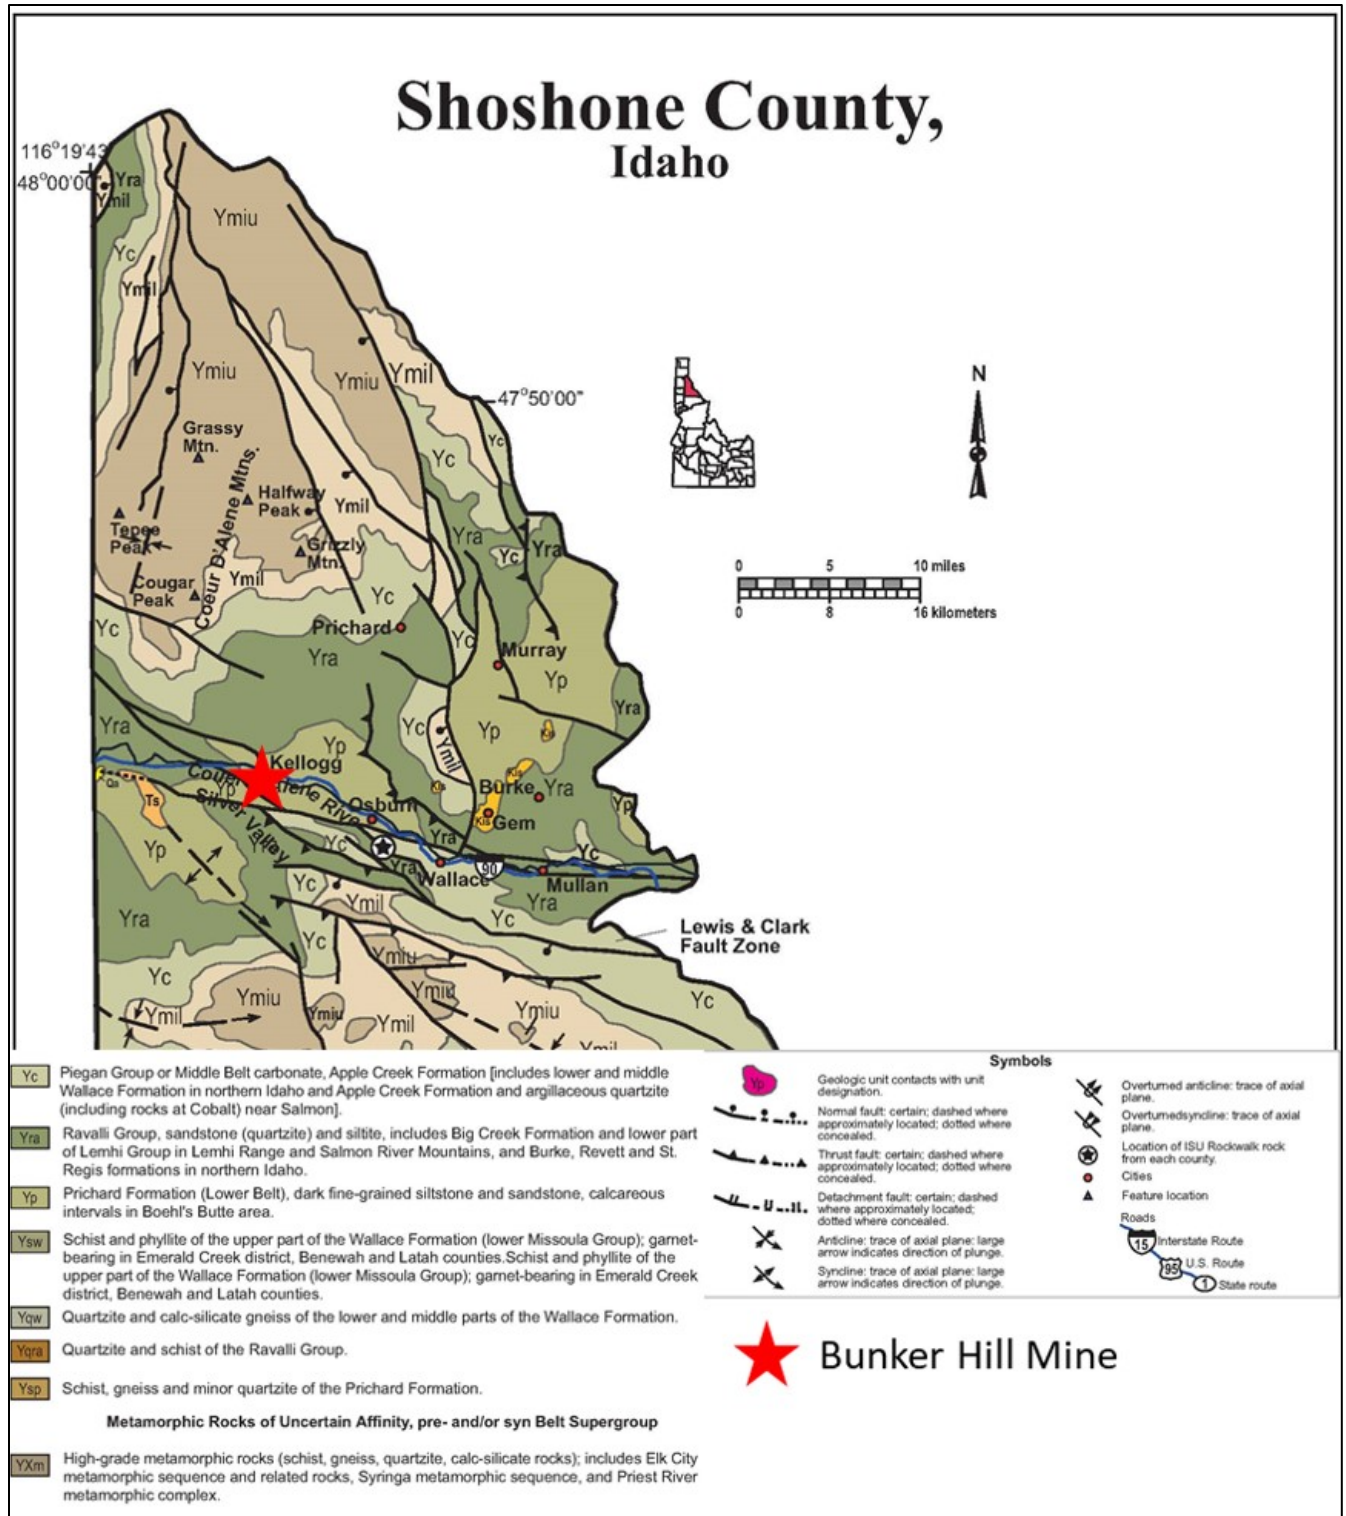 Shoshone County,
Idaho
116°19'43
48°00'00"
Yra
Ymil
Ymiu
Yc
Ymil
Ymiu
Ymiu
Ymil
47°50'00"
N
Grassy
Mtn.
Yc
Yc
Coeur D'Alene Mtns.
Halfway
Peak
Ymil
Tepee
Peak
Grizzly
Mtn.
Yra
Yc
Yra
0 5 10 miles
0 8 16 kilometers
Cougar
Peak
Ymil
Yc
Yc
Prichard
Yc
Murray
Yra
Yp
Yra
Yra
Yc
Ymil
Yp
Kis
Yp
Kellogg
Kis
Kis
Burke
Yra
Yp
Qa
Ts
Yp
Silver Valley
Osburn
Kis
Gem
Yp
Yra
Yc
Yc
Yra
Wallace
90
Mullan
Yc
Ymil
Yra
Yc
Yra
Lewis & Clark
Fault Zone
Yc
Ymiu
Yc
Ymiu
Ymiu
Yc
Ymil
Ymiu
Ymil
Ymiu
Ymil
Yc Piegan Group or Middle Belt carbonate, Apple Creek Formation [includes lower and middle
Wallace Formation in northern Idaho and Apple Creek Formation and argillaceous quartzite
(including rocks at Cobalt) near Salmon].
Yra Ravalli Group, sandstone (quartzite) and siltite, includes Big Creek Formation and lower part
of Lemhi Group in Lemhi Range and Salmon River Mountains, and Burke, Revett and St.
Regis formations in northern Idaho.
Yp Prichard Formation (Lower Belt), dark fine-grained siltstone and sandstone, calcareous
intervals in Boehl's Butte area.
Ysw Schist and phyllite of the upper part of the Wallace Formation (lower Missoula Group); garnet-
bearing in Emerald Creek district, Benewah and Latah counties.Schist and phyllite of the
upper part of the Wallace Formation (lower Missoula Group); garnet-bearing in Emerald Creek
district, Benewah and Latah counties.
Yqw Quartzite and calc-silicate gneiss of the lower and middle parts of the Wallace Formation.
Yqra Quartzite and schist of the Ravalli Group.
Ysp Schist, gneiss and minor quartzite of the Prichard Formation.
Metamorphic Rocks of Uncertain Affinity, pre- and/or syn Belt Supergroup
YXm High-grade metamorphic rocks (schist, gneiss, quartzite, calc-silicate rocks); includes Elk City
metamorphic sequence and related rocks, Syringa metamorphic sequence, and Priest River
metamorphic complex.
Symbols
Yp
Geologic unit contacts with unit
designation.
Normal fault: certain; dashed where
approximately located; dotted where
concealed.
Thrust fault: certain; dashed where
approximately located; dotted where
concealed.
Detachment fault: certain; dashed
where approximately located;
dotted where concealed.
Anticline: trace of axial plane: large
arrow indicates direction of plunge.
Syncline: trace of axial plane: large
arrow indicates direction of plunge.
Overturned anticline: trace of axial
plane.
Overturnedsyncline: trace of axial
plane.
Location of ISU Rockwalk rock
from each county.
Cities
Feature location
Roads
15 Interstate Route
95 U.S. Route
1 State route
Bunker Hill Mine